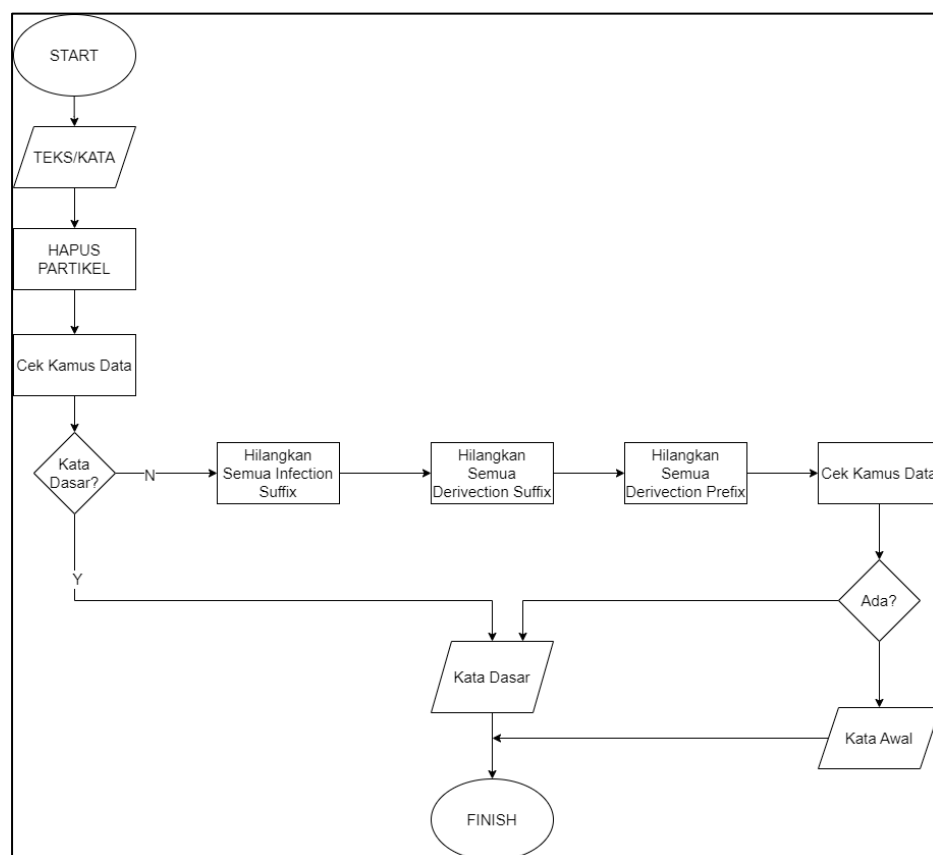 START
TEKS/KATA
HAPUS
PARTIKEL
Cek Kamus Data
Kata
Dasar?
N
Hilangkan
Semua Infection
Suffix
Hilangkan
Semua
Derivection Suffix
Hilangkan
Semua
Derivection Prefix
Cek Kamus Data
Y
Ada?
Kata Dasar
Kata Awal
FINISH